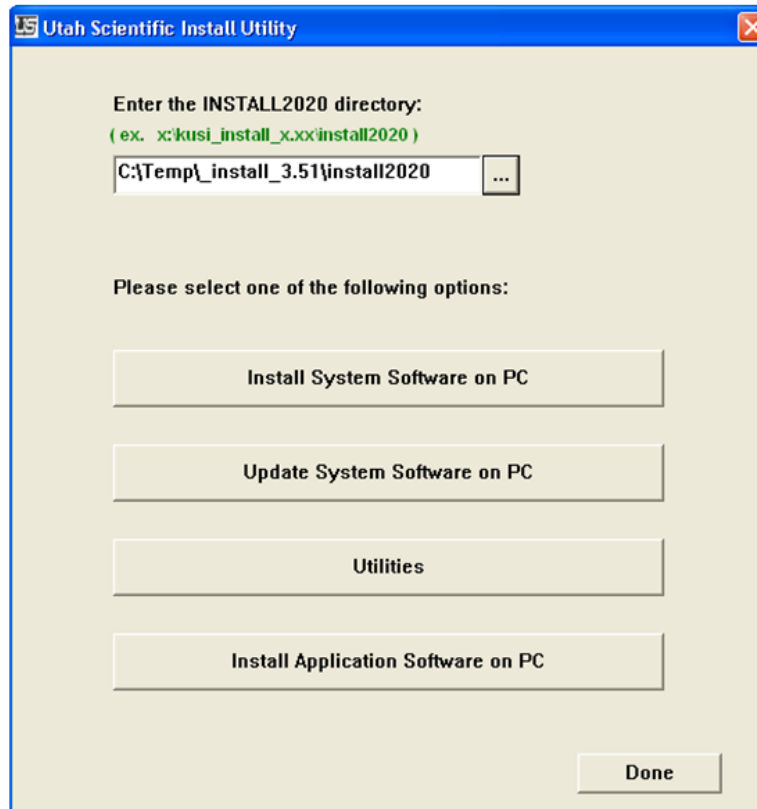 US Utah Scientific Install Utility
Enter the INSTALL2020 directory:
( ex.  x:\kusi_install_x.xx\install2020 )
C:\Temp\_install_3.51\install2020 ...
Please select one of the following options:
Install System Software on PC
Update System Software on PC
Utilities
Install Application Software on PC
Done